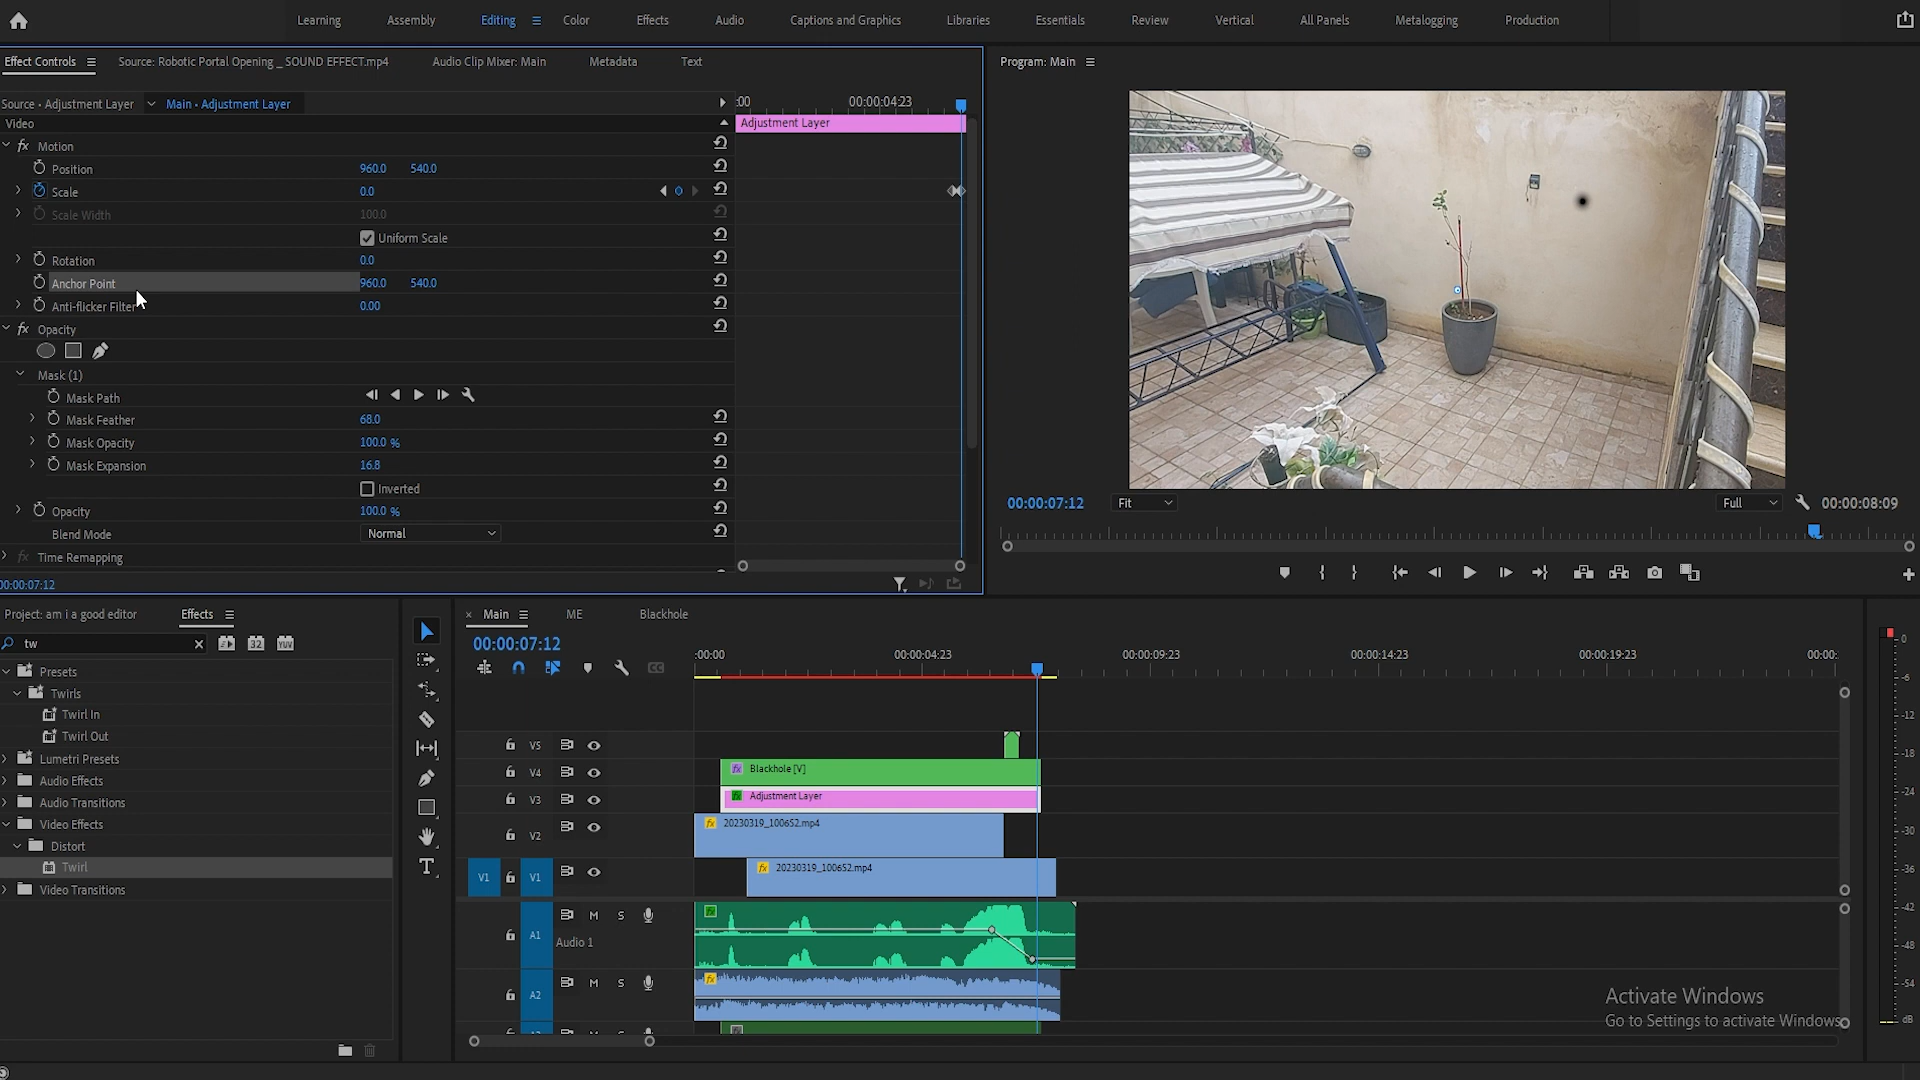 Learning Assembly Editing Color Effects Audio Captions and Graphics Libraries Essentials Review Vertical All Panels Metalogging Production
Effect Controls Source: Robotic Portal Opening _ SOUND EFFECT.mp4 Audio Clip Mixer: Main Metadata Text
Source • Adjustment Layer Main • Adjustment Layer
:00 00:00:04:23
Video
Adjustment Layer
fx Motion
Position 960.0 540.0
Scale 0.0
Scale Width 100.0
Uniform Scale
Rotation 0.0
Anchor Point 960.0 540.0
Anti-flicker Filter 0.00
fx Opacity
Mask (1)
Mask Path
Mask Feather 68.0
Mask Opacity 100.0 %
Mask Expansion 16.8
Inverted
Opacity 100.0 %
Blend Mode Normal
fx Time Remapping
00:00:07:12
Program: Main
00:00:07:12 Fit Full 00:00:08:09
Project: am i a good editor Effects
tw 32 YUV
Presets
Twirls
Twirl In
Twirl Out
Lumetri Presets
Audio Effects
Audio Transitions
Video Effects
Distort
Twirl
Video Transitions
× Main ME Blackhole
00:00:07:12
:00:00 00:00:04:23 00:00:09:23 00:00:14:23 00:00:19:23 00:00:
V5
V4 fx Blackhole [V]
V3 fx Adjustment Layer
V2 fx 20230319_100652.mp4
V1 V1 fx 20230319_100652.mp4
A1 M S fx
Audio 1
A2 M S fx
0
-6
-12
-18
-24
-30
-36
-42
-48
-54
dB
Activate Windows
Go to Settings to activate Windows.